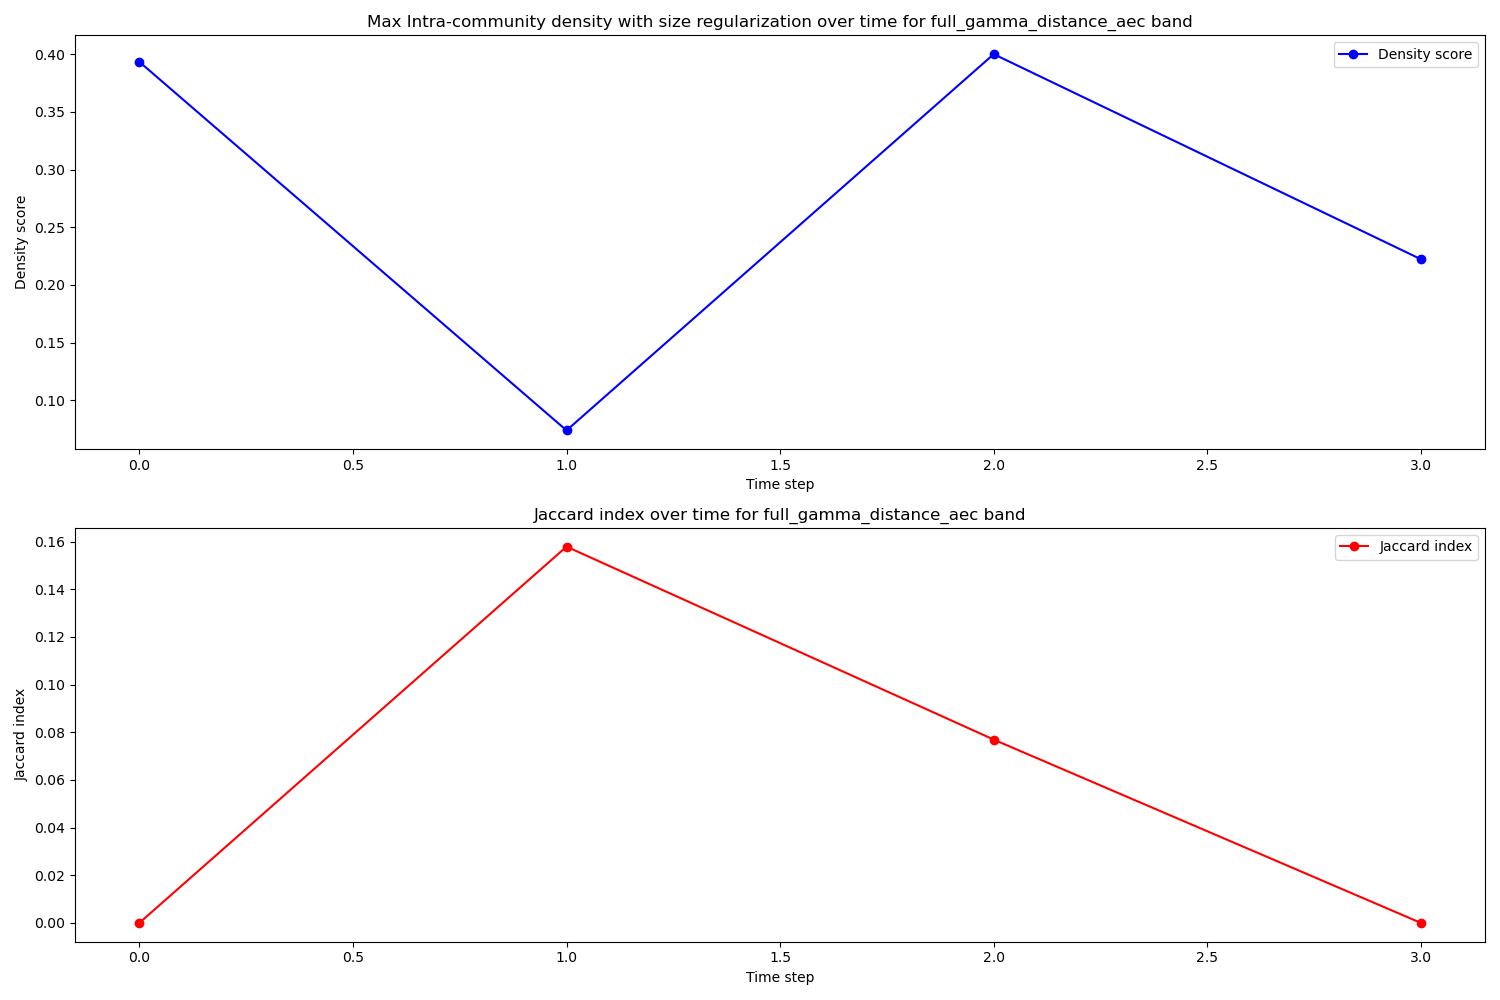 Max Intra-community density with size regularization over time for full_gamma_distance_aec band
Density score
0.40
0.35
0.30
0.25
0.20
0.15
0.10
Density score
0.0 0.5 1.0 1.5 2.0 2.5 3.0
Time step
Jaccard index over time for full_gamma_distance_aec band
Jaccard index
0.16
0.14
0.12
0.10
0.08
0.06
0.04
0.02
0.00
Jaccard index
0.0 0.5 1.0 1.5 2.0 2.5 3.0
Time step